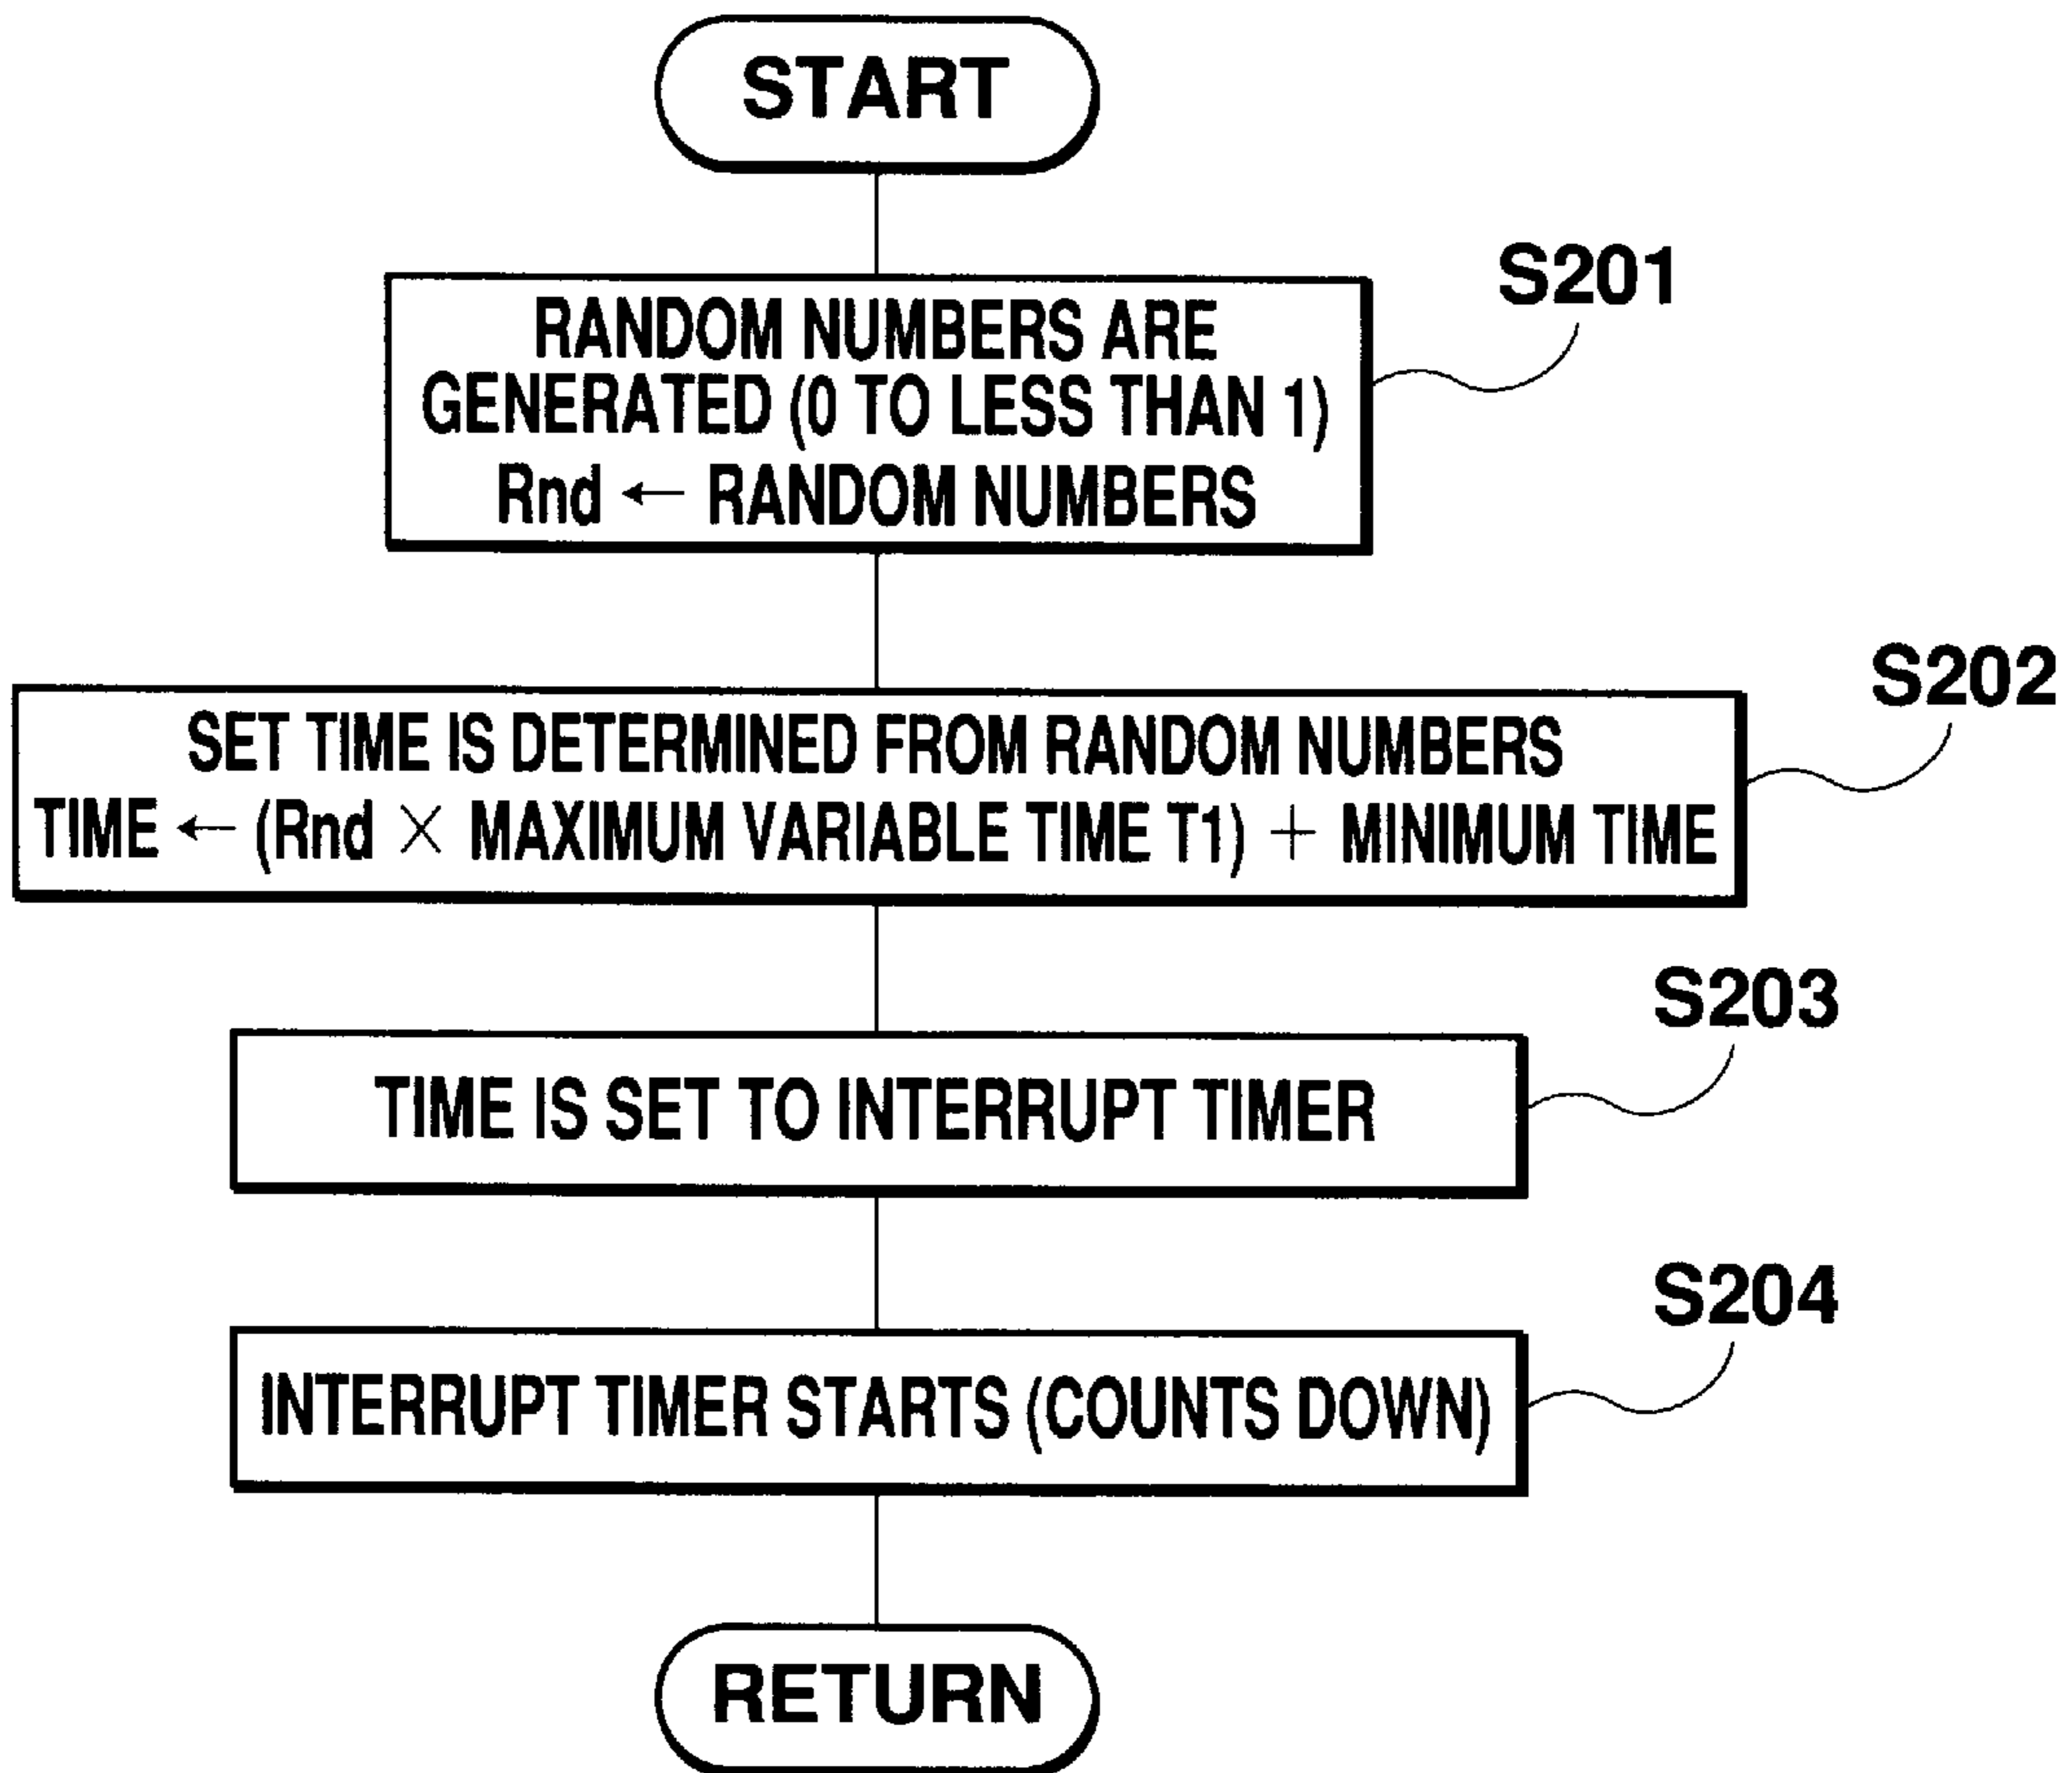 START
S201
RANDOM NUMBERS ARE
GENERATED (0 TO LESS THAN 1)
Rnd ← RANDOM NUMBERS
S202
SET TIME IS DETERMINED FROM RANDOM NUMBERS
TIME ← (Rnd × MAXIMUM VARIABLE TIME T1) + MINIMUM TIME
S203
TIME IS SET TO INTERRUPT TIMER
S204
INTERRUPT TIMER STARTS (COUNTS DOWN)
RETURN